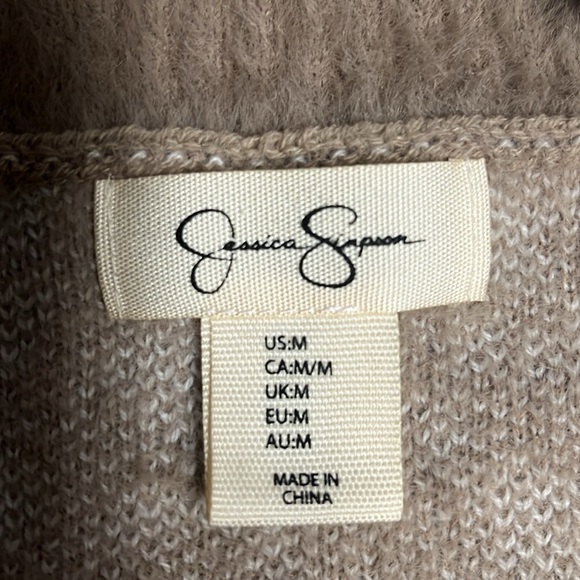 Jessica Simpson
US:M
CA:M/M
UK:M
EU:M
AU:M
MADE IN
CHINA